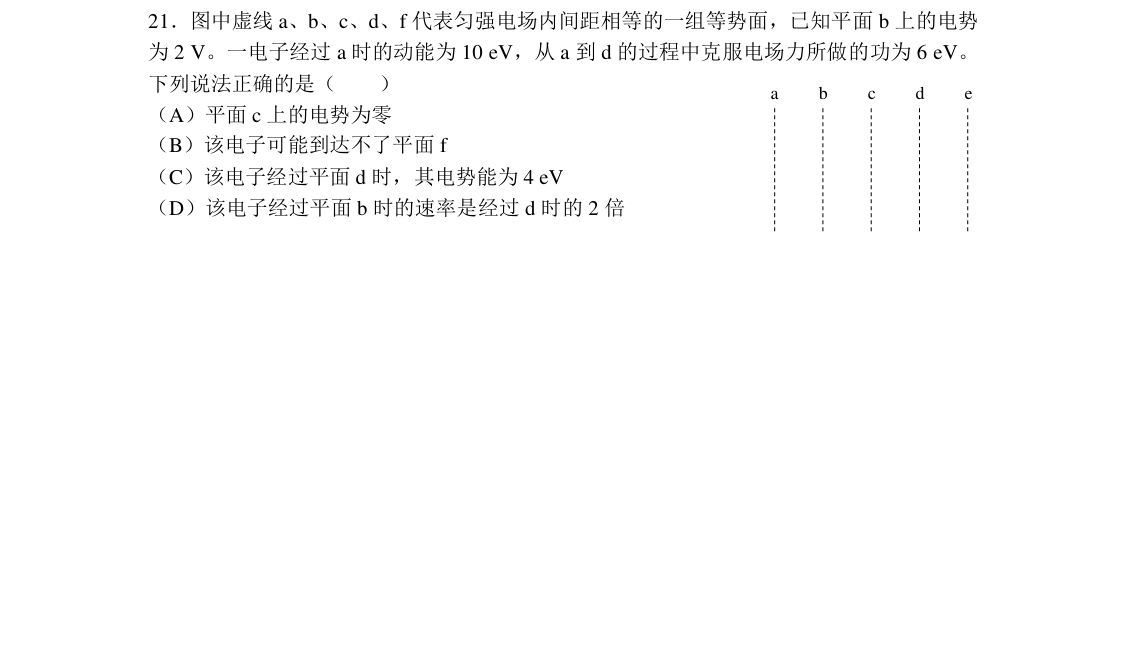 21．图中虚线 a、b、c、d、f 代表匀强电场内间距相等的一组等势面，已知平面 b 上的电势
为 2 V。一电子经过 a 时的动能为 10 eV，从 a 到 d 的过程中克服电场力所做的功为 6 eV。
下列说法正确的是（　　）
a b c d e
（A）平面 c 上的电势为零
（B）该电子可能到达不了平面 f
（C）该电子经过平面 d 时，其电势能为 4 eV
（D）该电子经过平面 b 时的速率是经过 d 时的 2 倍